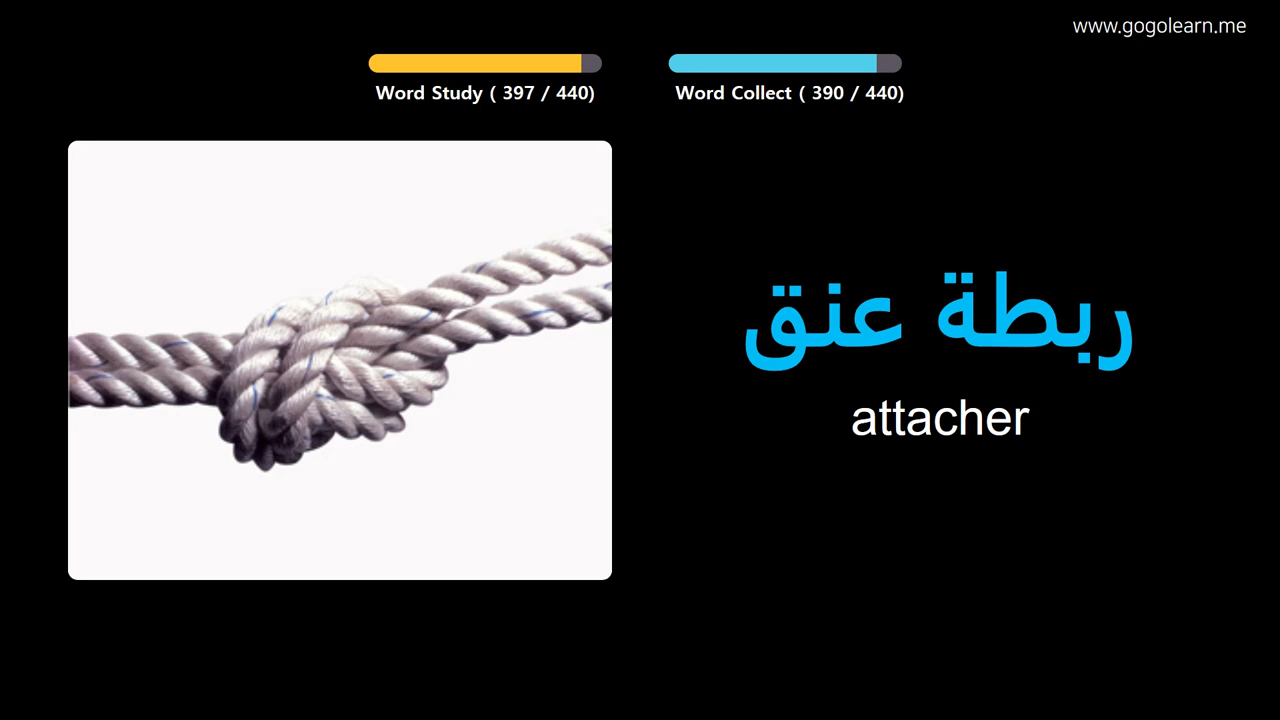 www.gogolearn.me
Word Study ( 397 / 440)
Word Collect ( 390 / 440)
ربطة عنق
attacher